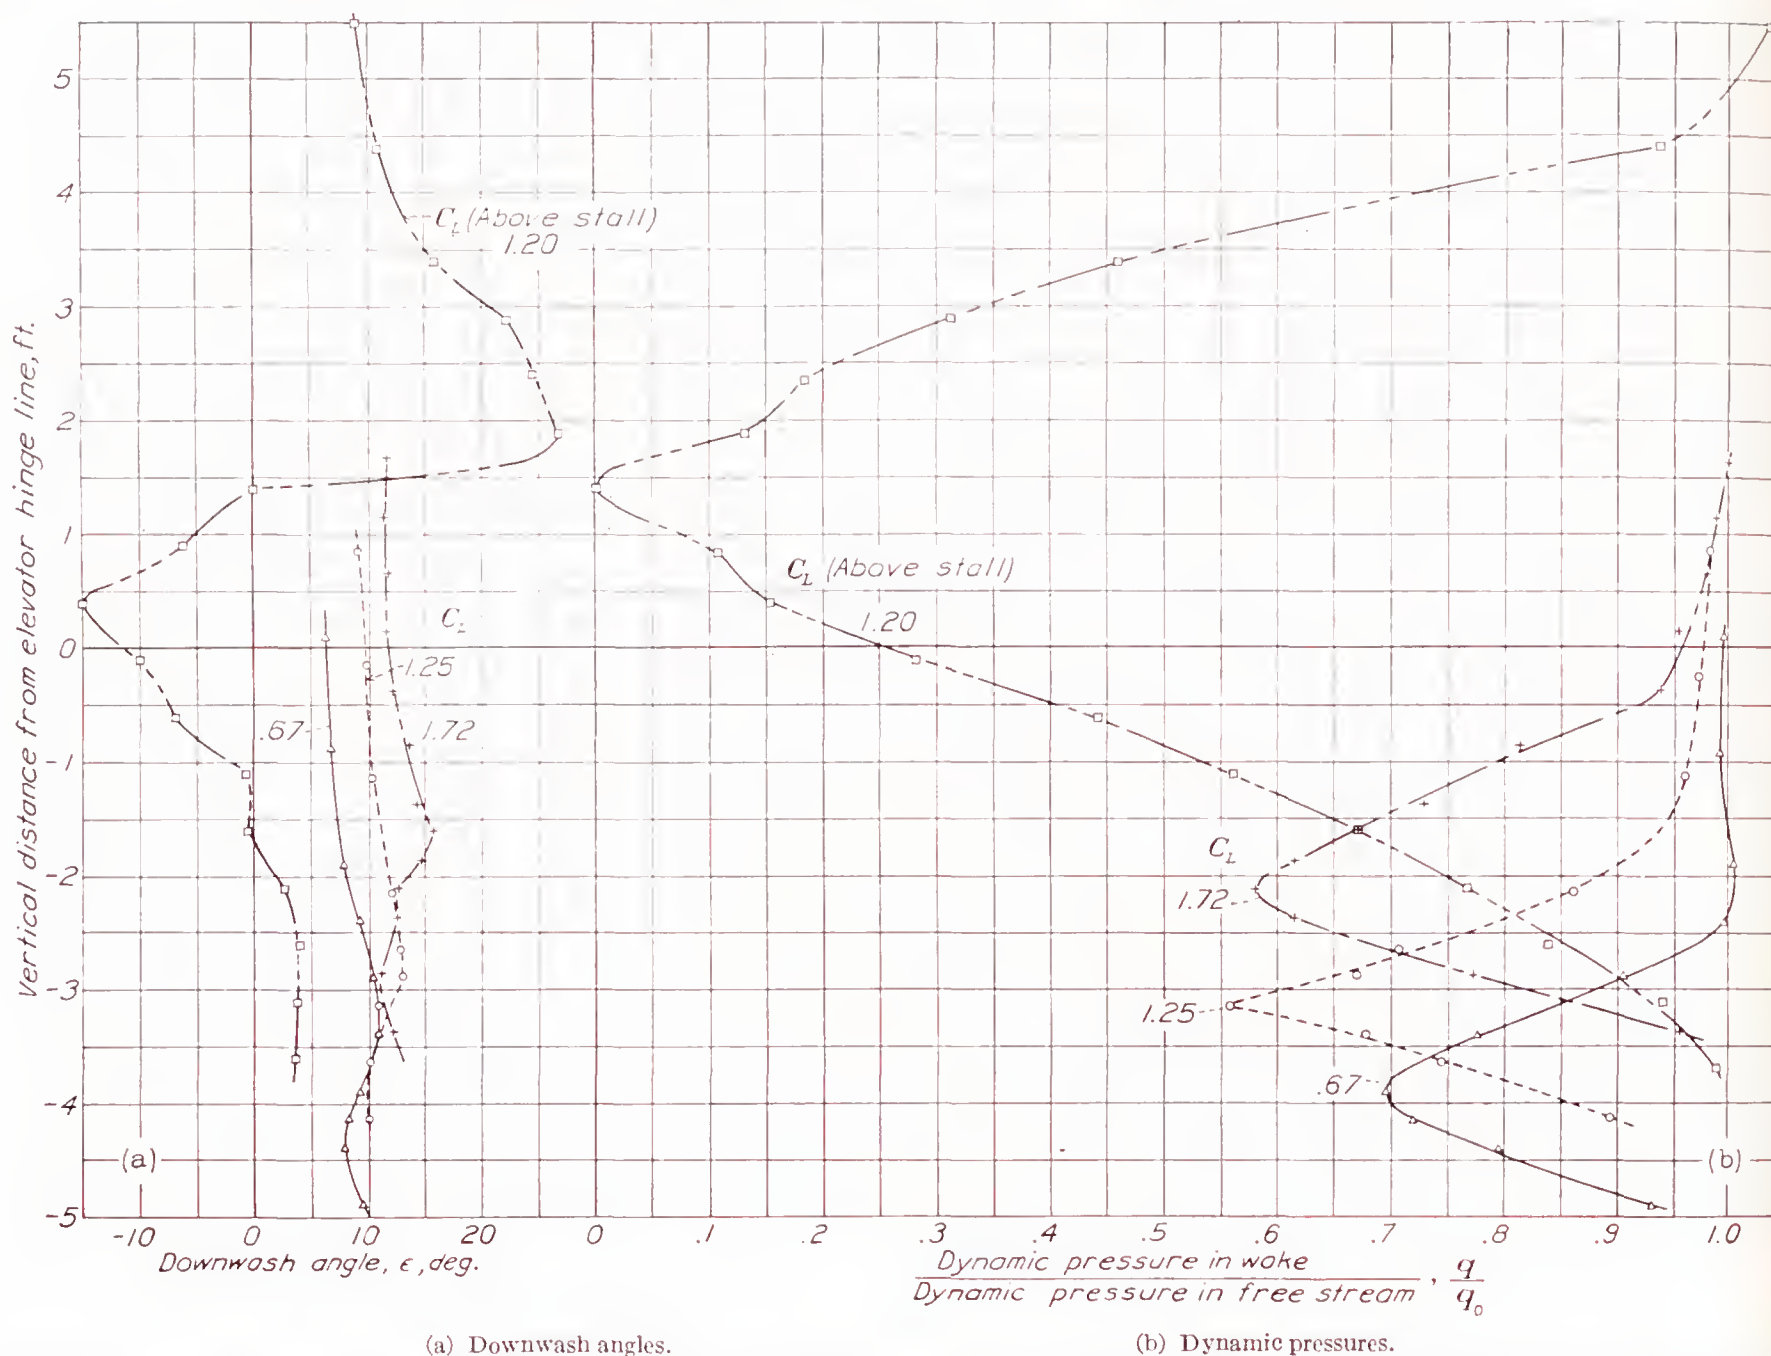 5
4
3
2
1
0
-1
-2
-3
-4
-5
Vertical distance from elevator hinge line, ft.
C_L (Above stall)
1.20
C_L
1.25
.67
1.72
(a)
-10 0 10 20
Downwash angle, ε, deg.
C_L (Above stall)
1.20
C_L
1.72
1.25
.67
(b)
0 .1 .2 .3 .4 .5 .6 .7 .8 .9 1.0
Dynamic pressure in wake
Dynamic pressure in free stream , q/q₀
(a) Downwash angles.
(b) Dynamic pressures.